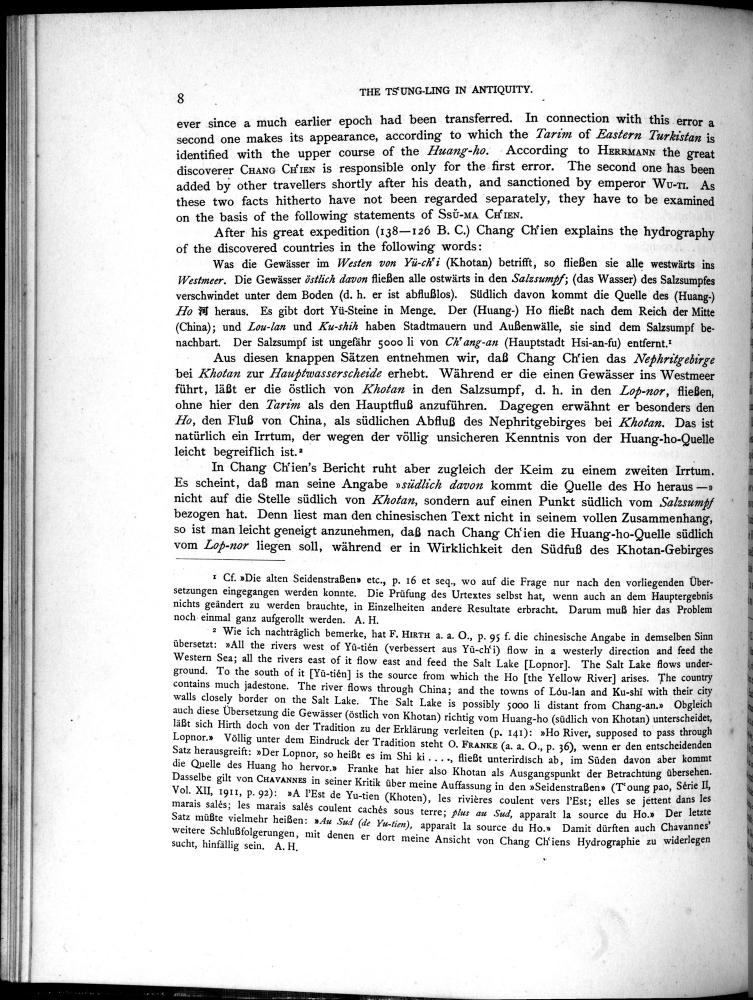 8
THE TSʻUNG-LING IN ANTIQUITY.
ever since a much earlier epoch had been transferred. In connection with this error a
second one makes its appearance, according to which the Tarim of Eastern Turkistan is
identified with the upper course of the Huang-ho. According to HERRMANN the great
discoverer CHANG CHʻIEN is responsible only for the first error. The second one has been
added by other travellers shortly after his death, and sanctioned by emperor WU-TI. As
these two facts hitherto have not been regarded separately, they have to be examined
on the basis of the following statements of SSŬ-MA CHʻIEN.
After his great expedition (138—126 B. C.) Chang Chʻien explains the hydrography
of the discovered countries in the following words:
Was die Gewässer im Westen von Yü-chʻi (Khotan) betrifft, so fließen sie alle westwärts ins
Westmeer. Die Gewässer östlich davon fließen alle ostwärts in den Salzsumpf; (das Wasser) des Salzsumpfes
verschwindet unter dem Boden (d. h. er ist abflußlos). Südlich davon kommt die Quelle des (Huang-)
Ho 河 heraus. Es gibt dort Yü-Steine in Menge. Der (Huang-) Ho fließt nach dem Reich der Mitte
(China); und Lou-lan und Ku-shih haben Stadtmauern und Außenwälle, sie sind dem Salzsumpf be-
nachbart. Der Salzsumpf ist ungefähr 5000 li von Chʻang-an (Hauptstadt Hsi-an-fu) entfernt.¹
Aus diesen knappen Sätzen entnehmen wir, daß Chang Chʻien das Nephritgebirge
bei Khotan zur Hauptwasserscheide erhebt. Während er die einen Gewässer ins Westmeer
führt, läßt er die östlich von Khotan in den Salzsumpf, d. h. in den Lop-nor, fließen,
ohne hier den Tarim als den Hauptfluß anzuführen. Dagegen erwähnt er besonders den
Ho, den Fluß von China, als südlichen Abfluß des Nephritgebirges bei Khotan. Das ist
natürlich ein Irrtum, der wegen der völlig unsicheren Kenntnis von der Huang-ho-Quelle
leicht begreiflich ist.²
In Chang Chʻien's Bericht ruht aber zugleich der Keim zu einem zweiten Irrtum.
Es scheint, daß man seine Angabe »südlich davon kommt die Quelle des Ho heraus —»
nicht auf die Stelle südlich von Khotan, sondern auf einen Punkt südlich vom Salzsumpf
bezogen hat. Denn liest man den chinesischen Text nicht in seinem vollen Zusammenhang,
so ist man leicht geneigt anzunehmen, daß nach Chang Chʻien die Huang-ho-Quelle südlich
vom Lop-nor liegen soll, während er in Wirklichkeit den Südfuß des Khotan-Gebirges
¹ Cf. »Die alten Seidenstraßen» etc., p. 16 et seq., wo auf die Frage nur nach den vorliegenden Über-
setzungen eingegangen werden konnte. Die Prüfung des Urtextes selbst hat, wenn auch an dem Hauptergebnis
nichts geändert zu werden brauchte, in Einzelheiten andere Resultate erbracht. Darum muß hier das Problem
noch einmal ganz aufgerollt werden. A. H.
² Wie ich nachträglich bemerke, hat F. HIRTH a. a. O., p. 95 f. die chinesische Angabe in demselben Sinn
übersetzt: »All the rivers west of Yü-tién (verbessert aus Yü-chʻi) flow in a westerly direction and feed the
Western Sea; all the rivers east of it flow east and feed the Salt Lake [Lopnor]. The Salt Lake flows under-
ground. To the south of it [Yü-tién] is the source from which the Ho [the Yellow River] arises. The country
contains much jadestone. The river flows through China; and the towns of Lóu-lan and Ku-shï with their city
walls closely border on the Salt Lake. The Salt Lake is possibly 5000 li distant from Chang-an.» Obgleich
auch diese Übersetzung die Gewässer (östlich von Khotan) richtig vom Huang-ho (südlich von Khotan) unterscheidet,
läßt sich Hirth doch von der Tradition zu der Erklärung verleiten (p. 141): »Ho River, supposed to pass through
Lopnor.» Völlig unter dem Eindruck der Tradition steht O. FRANKE (a. a. O., p. 36), wenn er den entscheidenden
Satz herausgreift: »Der Lopnor, so heißt es im Shi ki . . . ., fließt unterirdisch ab, im Süden davon aber kommt
die Quelle des Huang ho hervor.» Franke hat hier also Khotan als Ausgangspunkt der Betrachtung übersehen.
Dasselbe gilt von CHAVANNES in seiner Kritik über meine Auffassung in den »Seidenstraßen» (Tʻoung pao, Série II,
Vol. XII, 1911, p. 92): »A l'Est de Yu-tien (Khoten), les rivières coulent vers l'Est; elles se jettent dans les
marais salés; les marais salés coulent cachés sous terre; plus au Sud, apparaît la source du Ho.» Der letzte
Satz müßte vielmehr heißen: »Au Sud (de Yu-tien), apparaît la source du Ho.» Damit dürften auch Chavannes'
weitere Schlußfolgerungen, mit denen er dort meine Ansicht von Chang Chʻiens Hydrographie zu widerlegen
sucht, hinfällig sein. A. H.